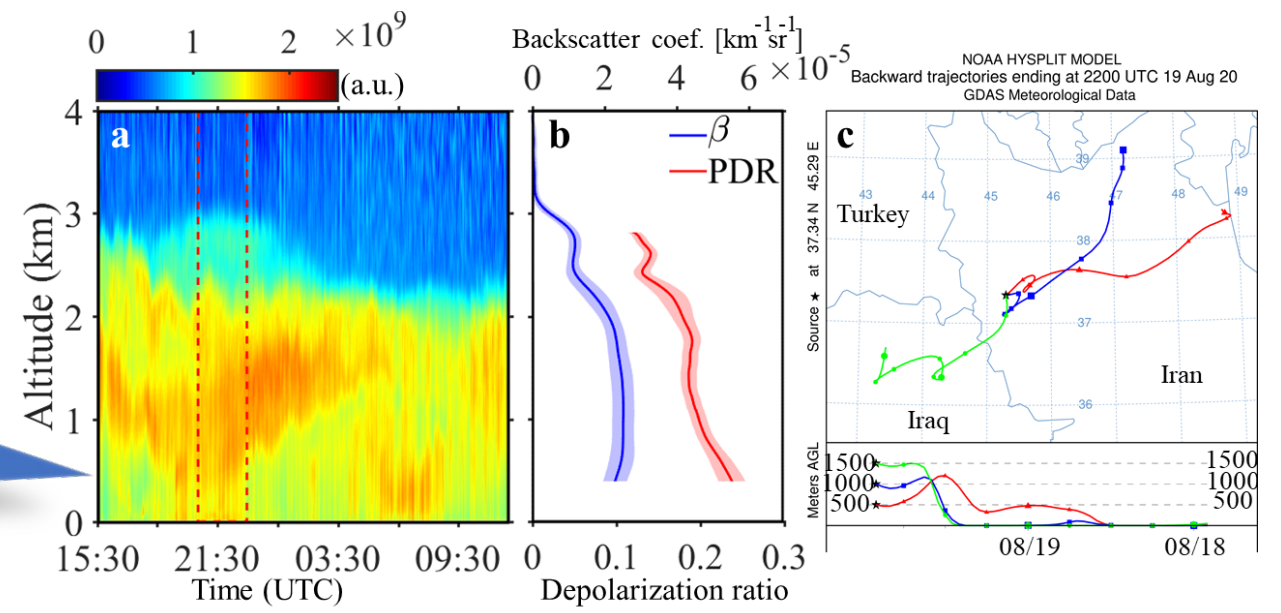 0 1 2 ×10^9
(a.u.)
a
4
3
2
1
0
Altitude (km)
15:30 21:30 03:30 09:30
Time (UTC)
Backscatter coef. [km^-1 sr^-1]
0 2 4 6 ×10^-5
b
β
PDR
0 0.1 0.2 0.3
Depolarization ratio
NOAA HYSPLIT MODEL
Backward trajectories ending at 2200 UTC 19 Aug 20
GDAS Meteorological Data
c
Source ★ at 37.34 N 45.29 E
39
43 44 45 46 47 48 49
Turkey
38
37
Iran
36
Iraq
Meters AGL
1500 1500
1000 1000
500 500
08/19 08/18